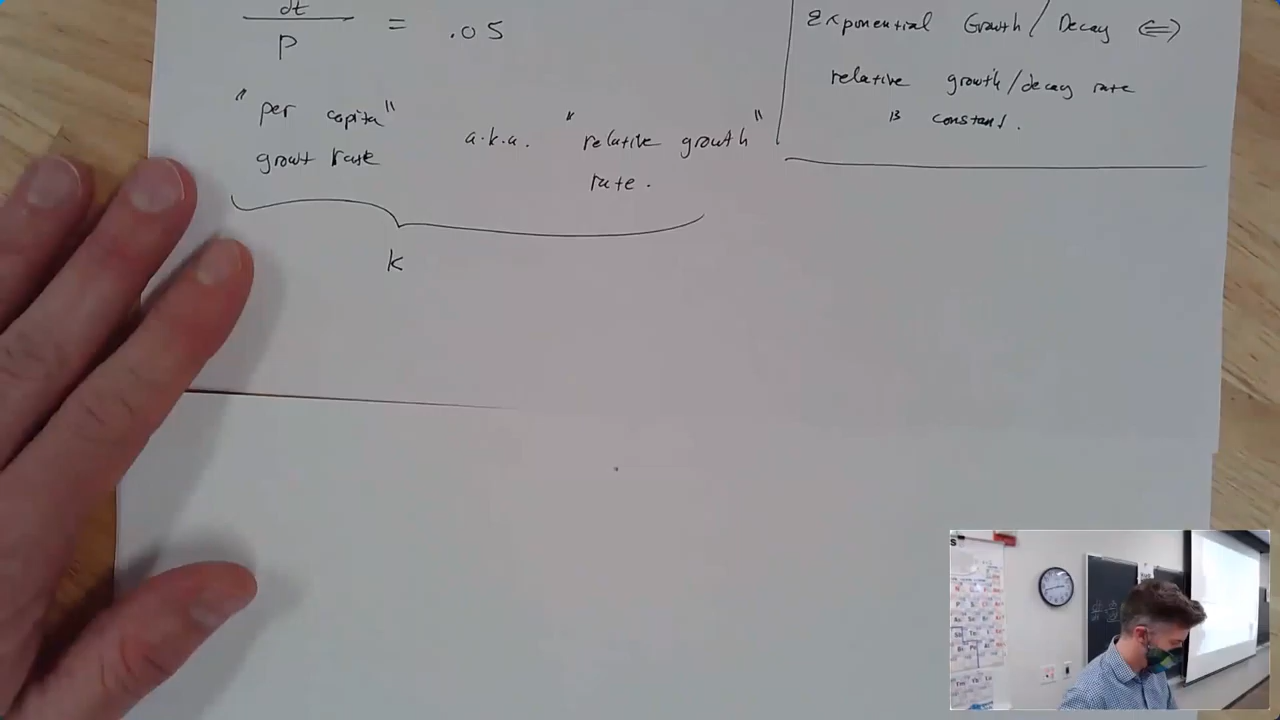 dt
P
= .05
"per capita"
growt rate
a.k.a. "relative growth"
rate.
k
Exponential Growth / Decay ⇔
relative growth/decay rate
is constant.